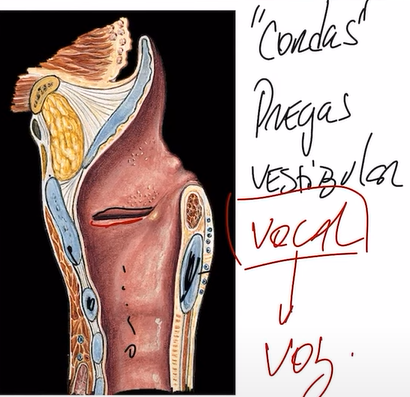 "Cordas"
Pregas
vestibular
vocal
voz.